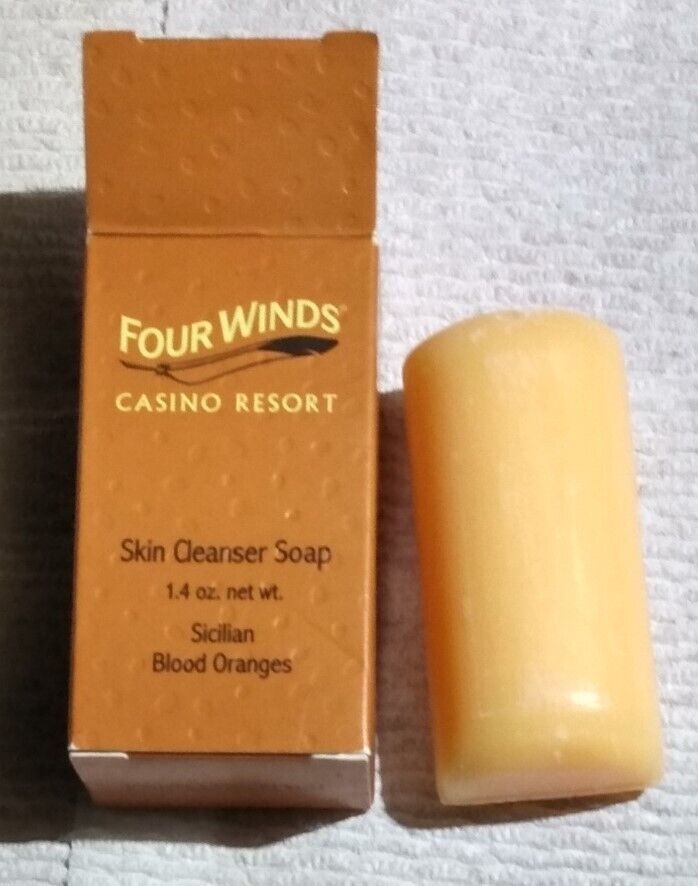 FOUR WINDS®
CASINO RESORT
Skin Cleanser Soap
1.4 oz. net wt.
Sicilian
Blood Oranges